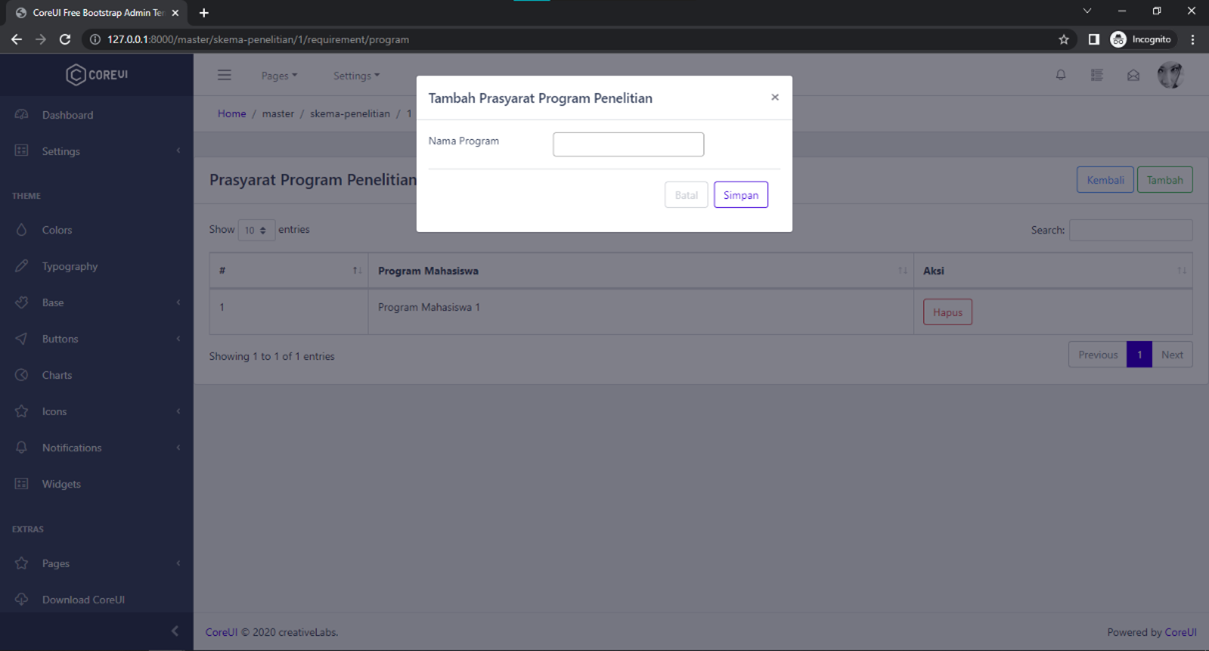 CoreUI Free Bootstrap Admin Ter
127.0.0.1:8000/master/skema-penelitian/1/requirement/program
Incognito
COREUI
Dashboard
Settings
THEME
Colors
Typography
Base
Buttons
Charts
Icons
Notifications
Widgets
EXTRAS
Pages
Download CoreUI
Pages Settings
Home / master / skema-penelitian / 1
Tambah Prasyarat Program Penelitian ×
Nama Program
Batal Simpan
Prasyarat Program Penelitian Kembali Tambah
Show 10 entries Search:
# Program Mahasiswa Aksi
1 Program Mahasiswa 1 Hapus
Showing 1 to 1 of 1 entries Previous 1 Next
CoreUI © 2020 creativeLabs. Powered by CoreUI